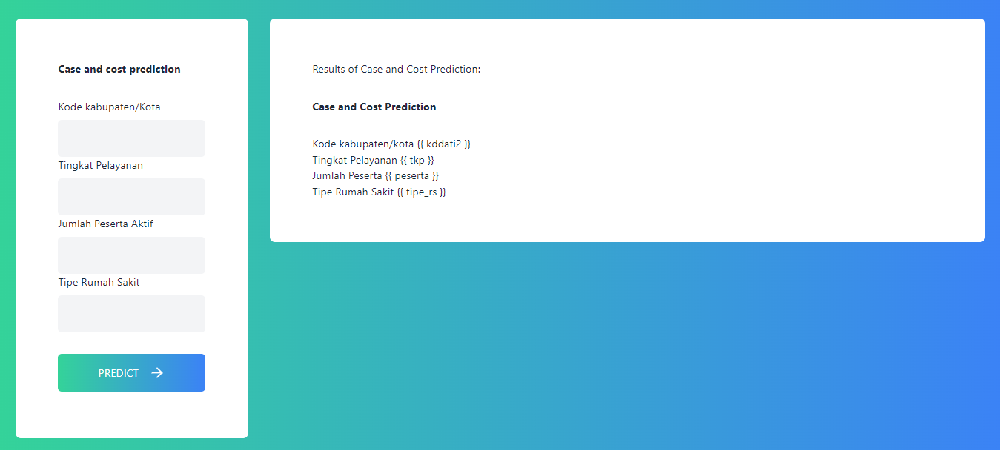 Case and cost prediction
Kode kabupaten/Kota
Tingkat Pelayanan
Jumlah Peserta Aktif
Tipe Rumah Sakit
PREDICT
Results of Case and Cost Prediction:
Case and Cost Prediction
Kode kabupaten/kota {{ kddati2 }}
Tingkat Pelayanan {{ tkp }}
Jumlah Peserta {{ peserta }}
Tipe Rumah Sakit {{ tipe_rs }}